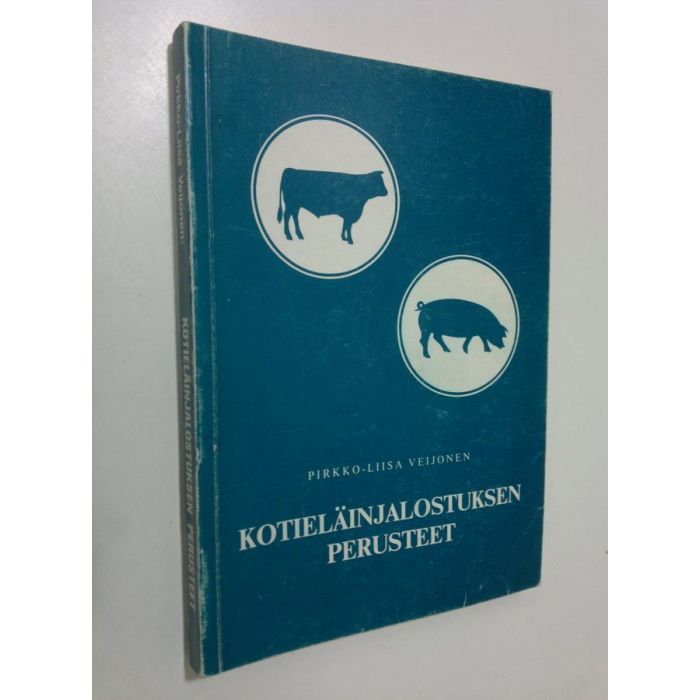 PIRKKO-LIISA VEIJONEN
KOTIELÄINJALOSTUKSEN
PERUSTEET
Pirkko-Liisa Veijonen: KOTIELÄINJALOSTUKSEN PERUSTEET